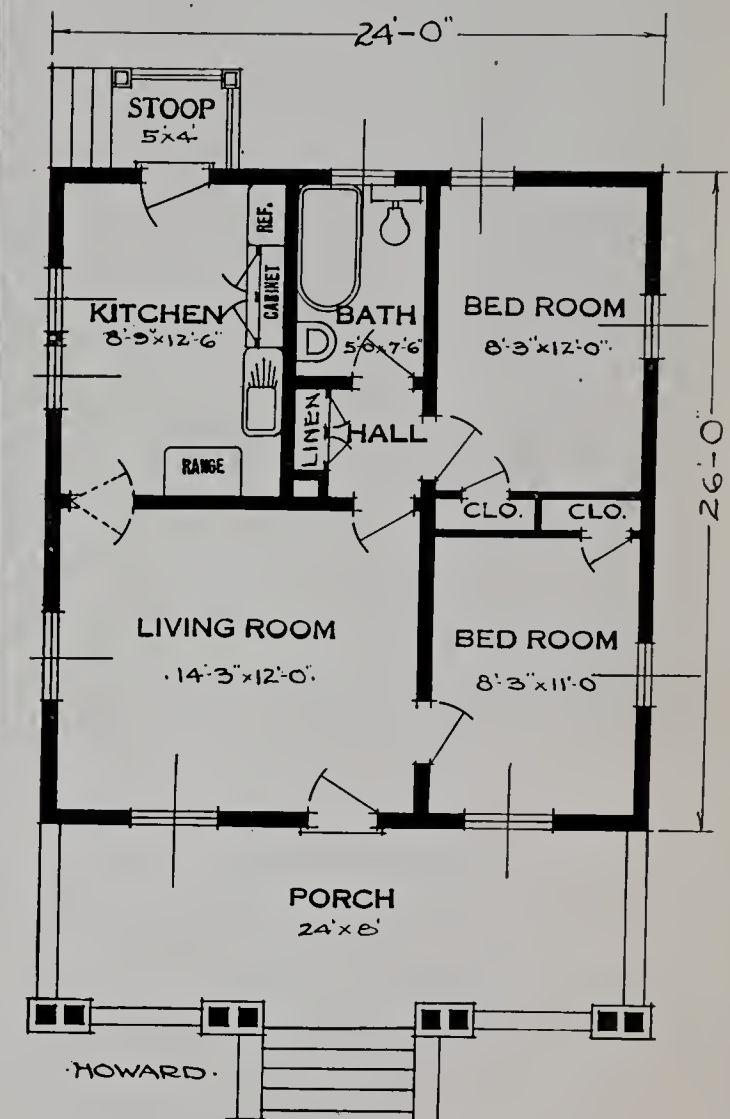 24'-0"
STOOP
5'x4'
REF.
CABINET
KITCHEN
8'-9"x12'-6"
BATH
5'-0x7'-6"
BED ROOM
8'-3"x12'-0".
LINEN
HALL
RANGE
CLO.
CLO.
26'-0"
LIVING ROOM
.14'-3"x12'-0".
BED ROOM
8'-3"x11'-0
PORCH
24'x8'
.HOWARD.